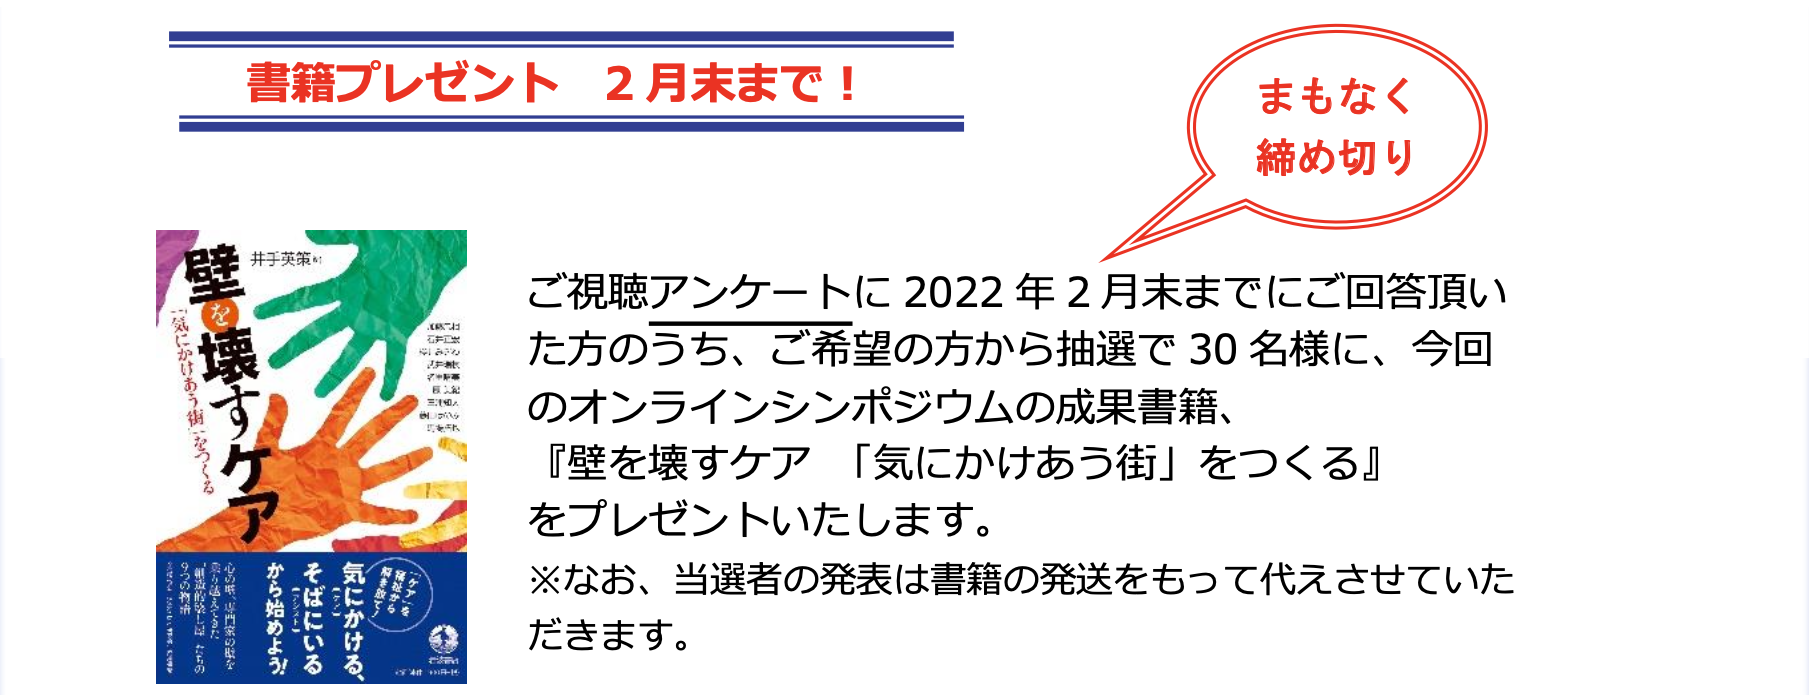 書籍プレゼント　2月末まで！
まもなく
締め切り
ご視聴アンケートに 2022 年 2 月末までにご回答頂い
た方のうち、ご希望の方から抽選で 30 名様に、今回
のオンラインシンポジウムの成果書籍、
『壁を壊すケア　「気にかけあう街」をつくる』
をプレゼントいたします。
※なお、当選者の発表は書籍の発送をもって代えさせていた
だきます。
井手英策
壁を壊すケア
「気にかけあう街」をつくる
「ケア」を
福祉から
解き放て！
気にかける、
そばにいる
から始めよう!
心の壁、専門家の壁を
乗り越えてきた
「創造的壊し屋」たちの
9つの物語